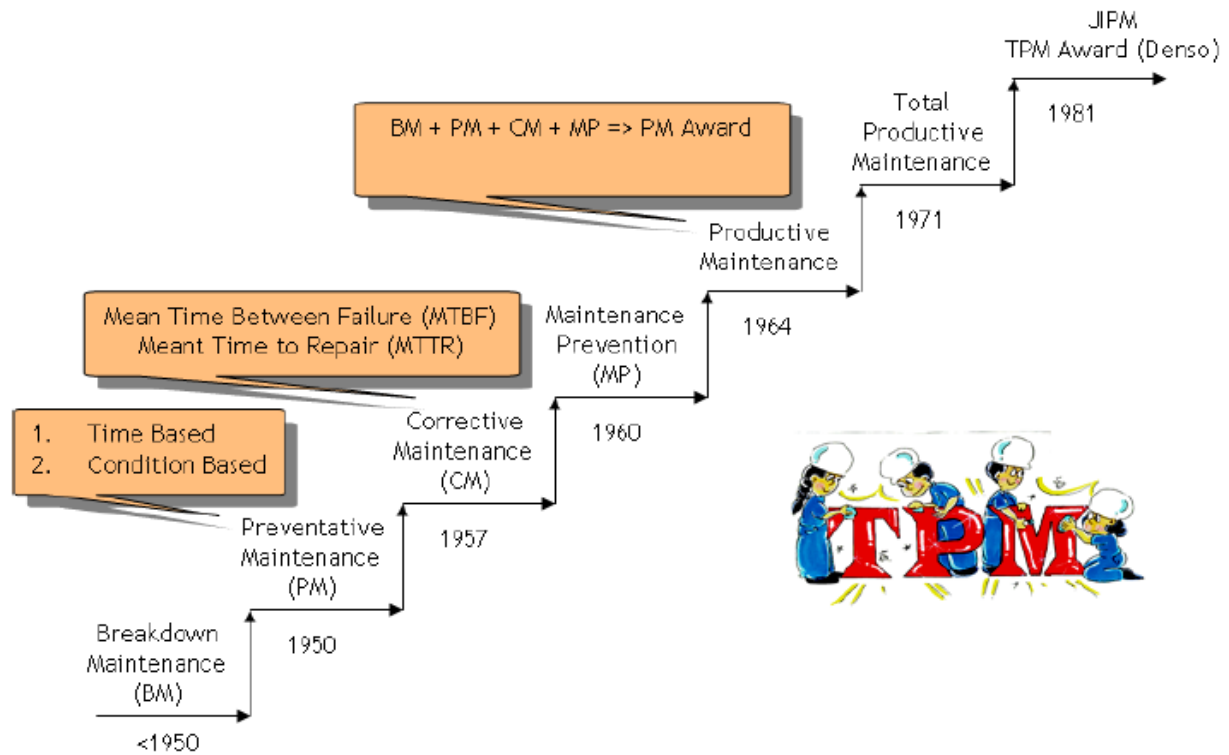 JIPM
TPM Award (Denso)
1981
Total
Productive
Maintenance
1971
BM + PM + CM + MP => PM Award
Productive
Maintenance
1964
Mean Time Between Failure (MTBF)
Meant Time to Repair (MTTR)
Maintenance
Prevention
(MP)
1960
1. Time Based
2. Condition Based
Corrective
Maintenance
(CM)
1957
Preventative
Maintenance
(PM)
1950
Breakdown
Maintenance
(BM)
<1950
TPM